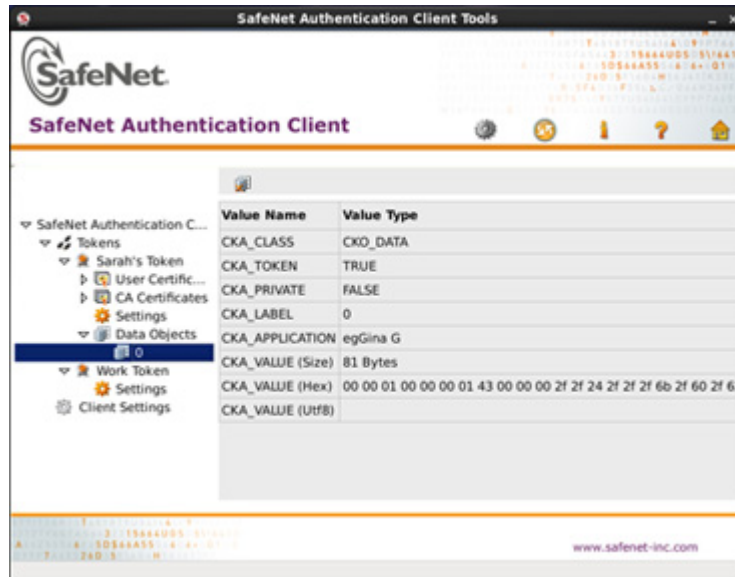 SafeNet Authentication Client Tools
SafeNet.
SafeNet Authentication Client
Value Name Value Type
SafeNet Authentication C...
CKA_CLASS CKO_DATA
Tokens
CKA_TOKEN TRUE
Sarah's Token
CKA_PRIVATE FALSE
User Certific...
CA Certificates
CKA_LABEL 0
Settings
CKA_APPLICATION egGina G
Data Objects
0
CKA_VALUE (Size) 81 Bytes
Work Token
CKA_VALUE (Hex) 00 00 01 00 00 00 01 43 00 00 00 2f 2f 24 2f 2f 2f 6b 2f 60 2f 6
Settings
Client Settings
CKA_VALUE (Utf8)
www.safenet-inc.com